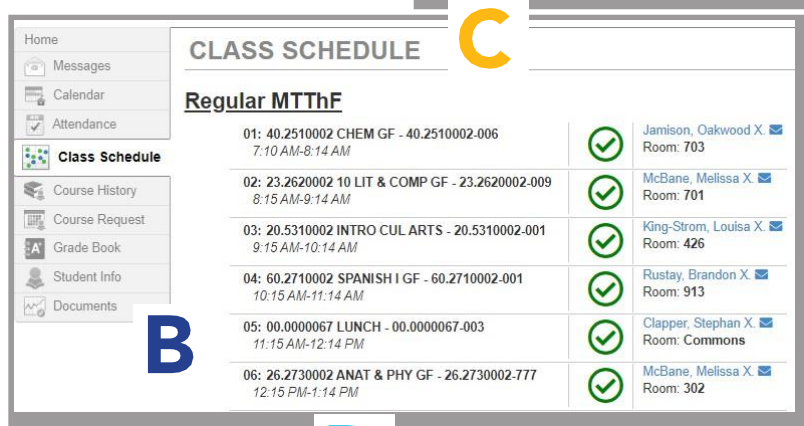 C
Home
Messages
Calendar
Attendance
Class Schedule
Course History
Course Request
Grade Book
Student Info
Documents
B
CLASS SCHEDULE
Regular MTThF
01: 40.2510002 CHEM GF - 40.2510002-006
7:10 AM-8:14 AM
Jamison, Oakwood X.
Room: 703
02: 23.2620002 10 LIT & COMP GF - 23.2620002-009
8:15 AM-9:14 AM
McBane, Melissa X.
Room: 701
03: 20.5310002 INTRO CUL ARTS - 20.5310002-001
9:15 AM-10:14 AM
King-Strom, Louisa X.
Room: 426
04: 60.2710002 SPANISH I GF - 60.2710002-001
10:15 AM-11:14 AM
Rustay, Brandon X.
Room: 913
05: 00.0000067 LUNCH - 00.0000067-003
11:15 AM-12:14 PM
Clapper, Stephan X.
Room: Commons
06: 26.2730002 ANAT & PHY GF - 26.2730002-777
12:15 PM-1:14 PM
McBane, Melissa X.
Room: 302